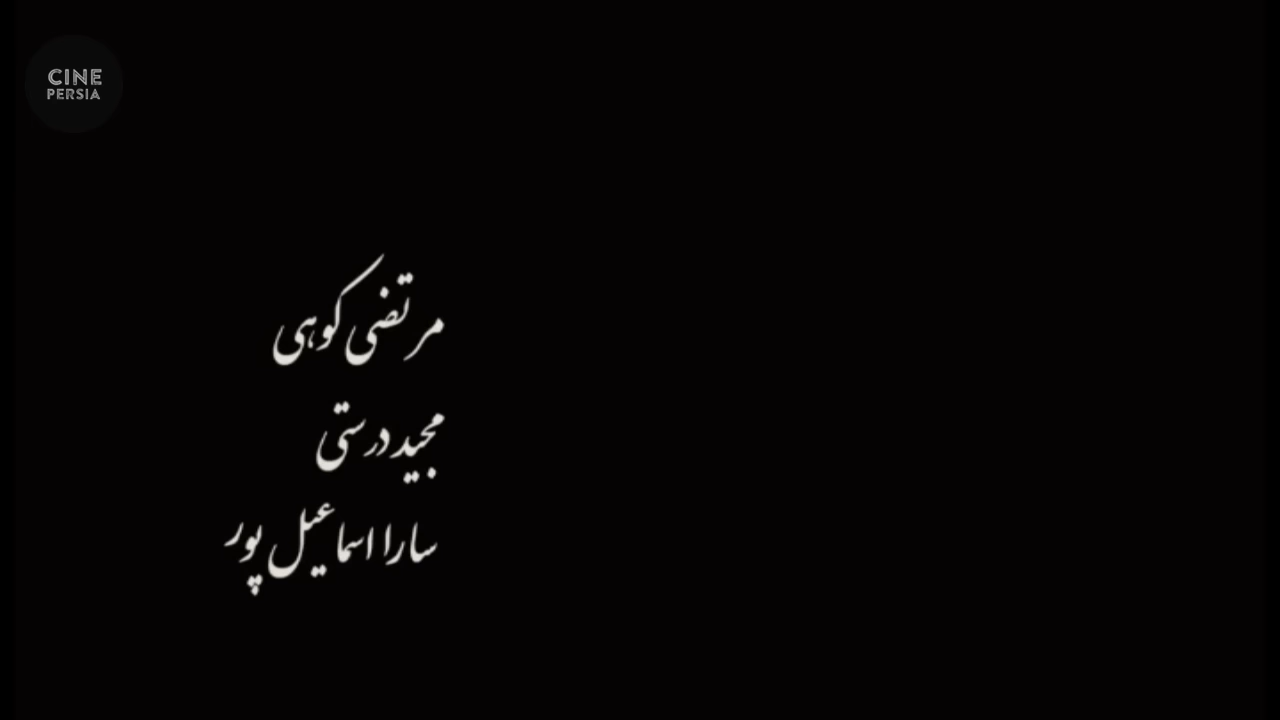 CINE
PERSIA
مرتضی کوهی
مجید درستی
سارا اسماعیل پور